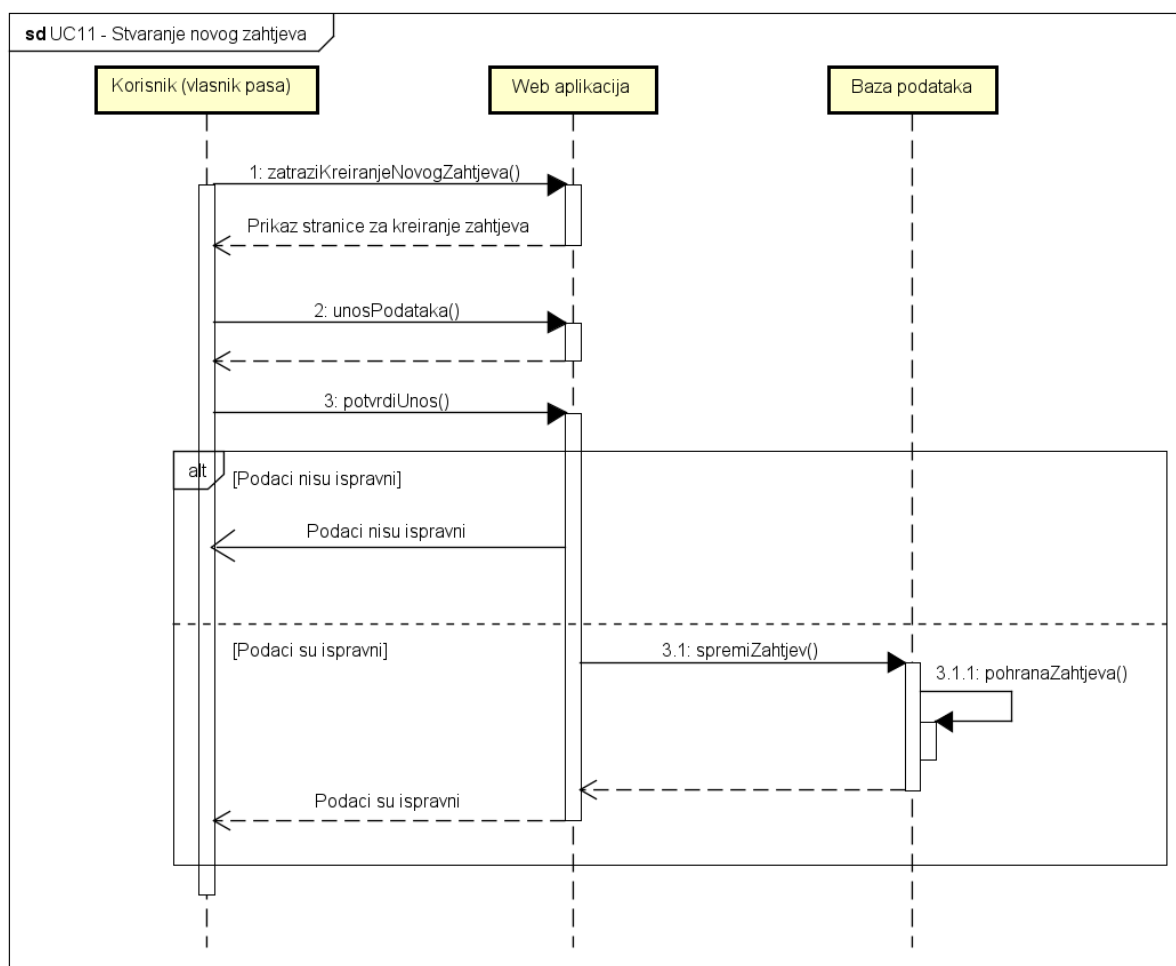 sd UC11 - Stvaranje novog zahtjeva
Korisnik (vlasnik pasa)
Web aplikacija
Baza podataka
1: zatraziKreiranjeNovogZahtjeva()
Prikaz stranice za kreiranje zahtjeva
2: unosPodataka()
3: potvrdiUnos()
alt
[Podaci nisu ispravni]
Podaci nisu ispravni
[Podaci su ispravni]
3.1: spremiZahtjev()
3.1.1: pohranaZahtjeva()
Podaci su ispravni